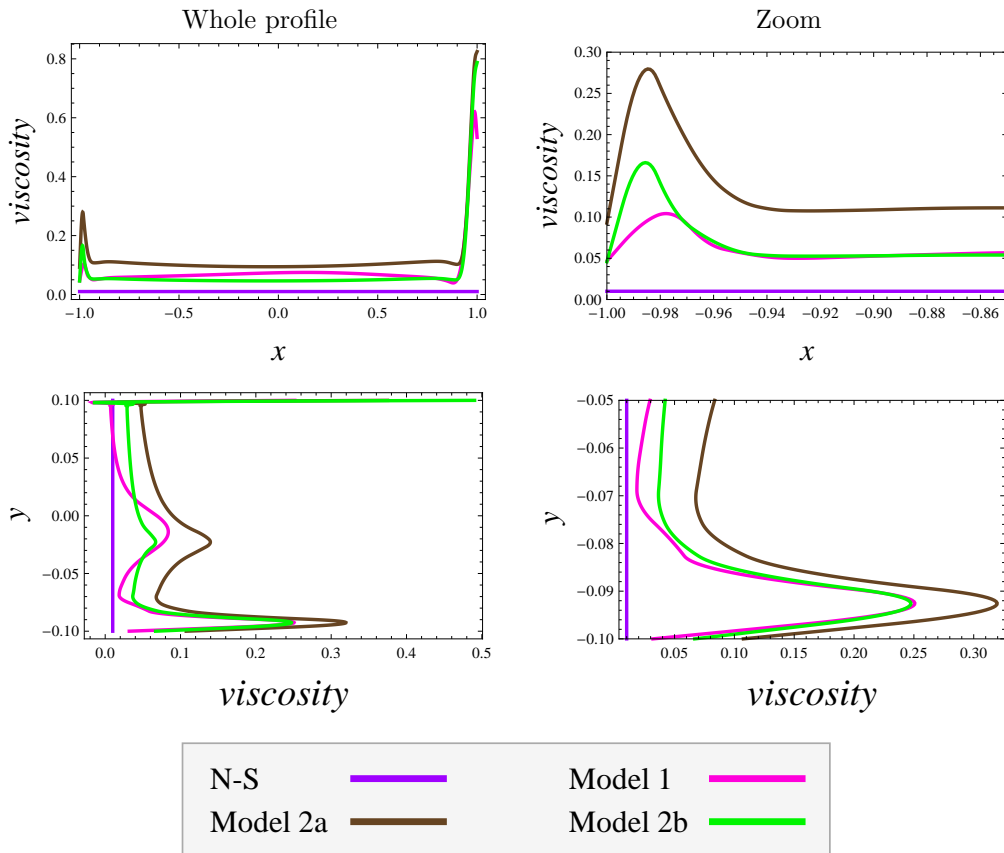 Whole profile
Zoom
viscosity
0.8
0.6
0.4
0.2
0.0
−1.0 −0.5 0.0 0.5 1.0
x
viscosity
0.30
0.25
0.20
0.15
0.10
0.05
0.00
−1.00 −0.98 −0.96 −0.94 −0.92 −0.90 −0.88 −0.86
x
y
0.10
0.05
0.00
−0.05
−0.10
0.0 0.1 0.2 0.3 0.4 0.5
viscosity
y
−0.05
−0.06
−0.07
−0.08
−0.09
−0.10
0.05 0.10 0.15 0.20 0.25 0.30
viscosity
N-S
Model 1
Model 2a
Model 2b